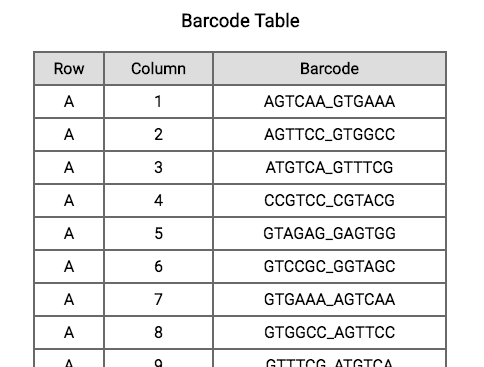 Barcode Table
Row Column Barcode
A 1 AGTCAA_GTGAAA
A 2 AGTTCC_GTGGCC
A 3 ATGTCA_GTTTCG
A 4 CCGTCC_CGTACG
A 5 GTAGAG_GAGTGG
A 6 GTCCGC_GGTAGC
A 7 GTGAAA_AGTCAA
A 8 GTGGCC_AGTTCC
A 9 GTTTCG_ATGTCA